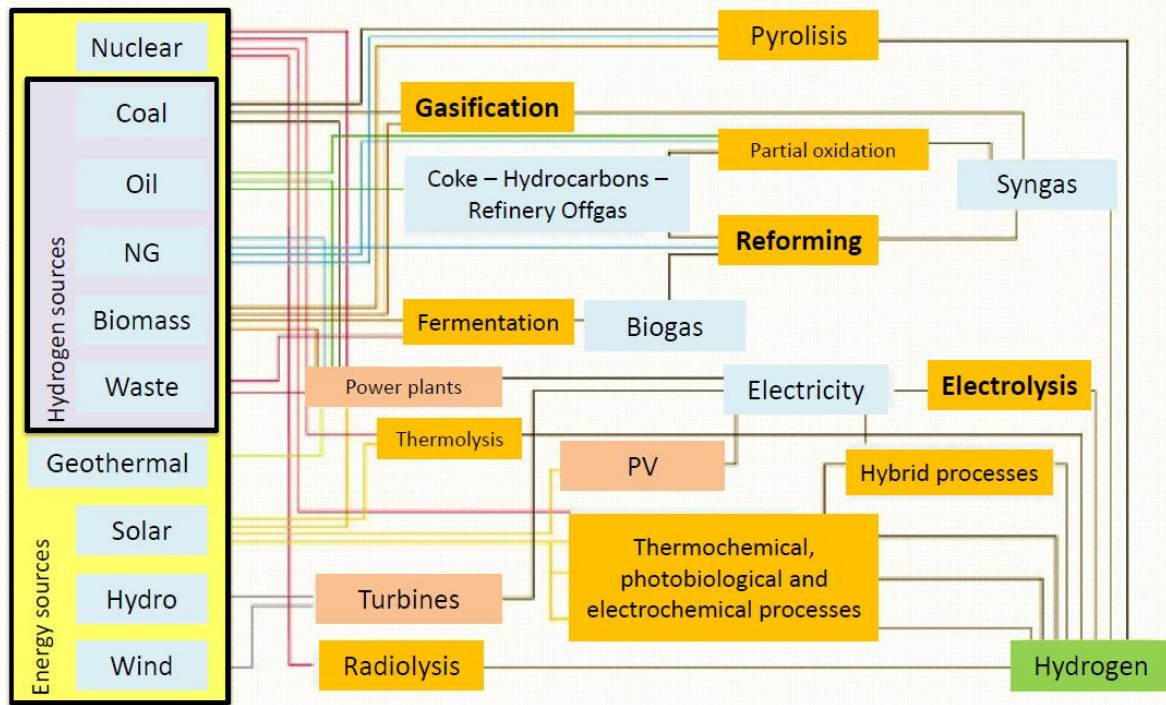 Nuclear
Hydrogen sources
Coal
Oil
NG
Biomass
Waste
Energy sources
Geothermal
Solar
Hydro
Wind
Pyrolisis
Gasification
Partial oxidation
Coke – Hydrocarbons –
Refinery Offgas
Syngas
Reforming
Fermentation
Biogas
Power plants
Electricity
Electrolysis
Thermolysis
PV
Hybrid processes
Thermochemical,
photobiological and
electrochemical processes
Turbines
Radiolysis
Hydrogen